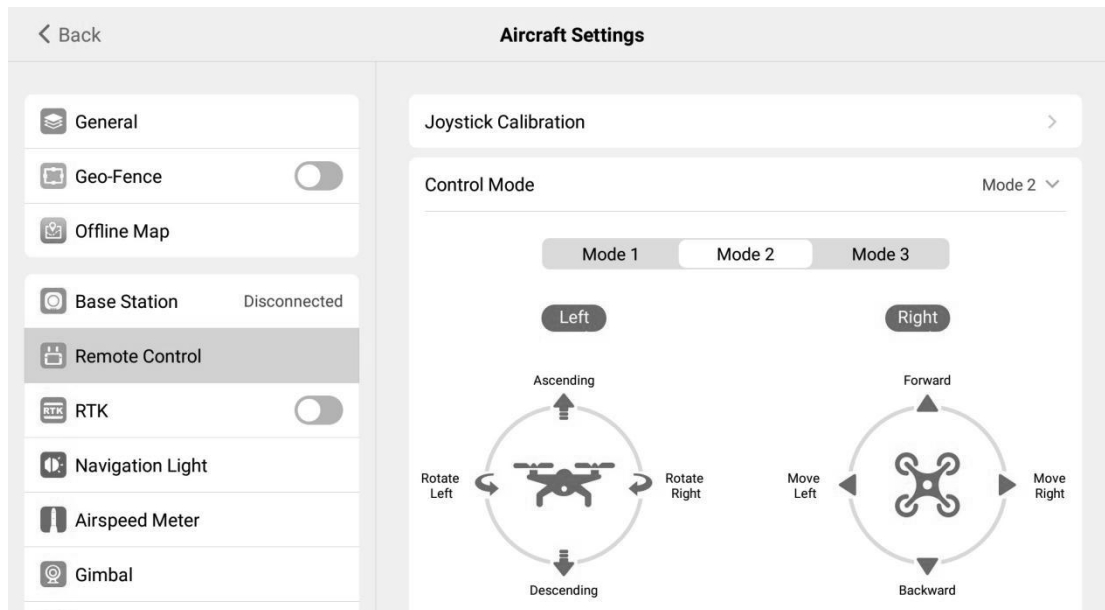 Back
Aircraft Settings
General
Geo-Fence
Offline Map
Base Station Disconnected
Remote Control
RTK RTK
Navigation Light
Airspeed Meter
Gimbal
Joystick Calibration
Control Mode Mode 2
Mode 1 Mode 2 Mode 3
Left
Ascending
Rotate
Left
Rotate
Right
Descending
Right
Forward
Move
Left
Move
Right
Backward